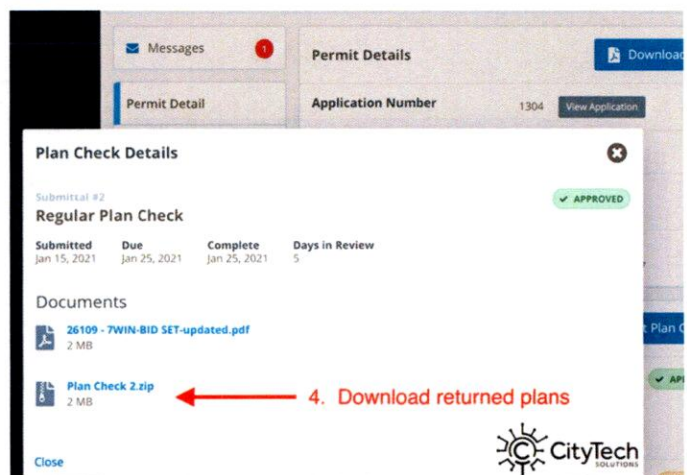 Messages
1
Permit Details
Download
Permit Detail
Application Number
1304
View Application
Plan Check Details
Submittal #2
APPROVED
Regular Plan Check
Submitted Due Complete Days in Review
Jan 15, 2021 Jan 25, 2021 Jan 25, 2021 5
Documents
26109 - 7WIN-BID SET-updated.pdf
2 MB
Plan Check 2.zip
2 MB
4. Download returned plans
Close
CityTech
SOLUTIONS